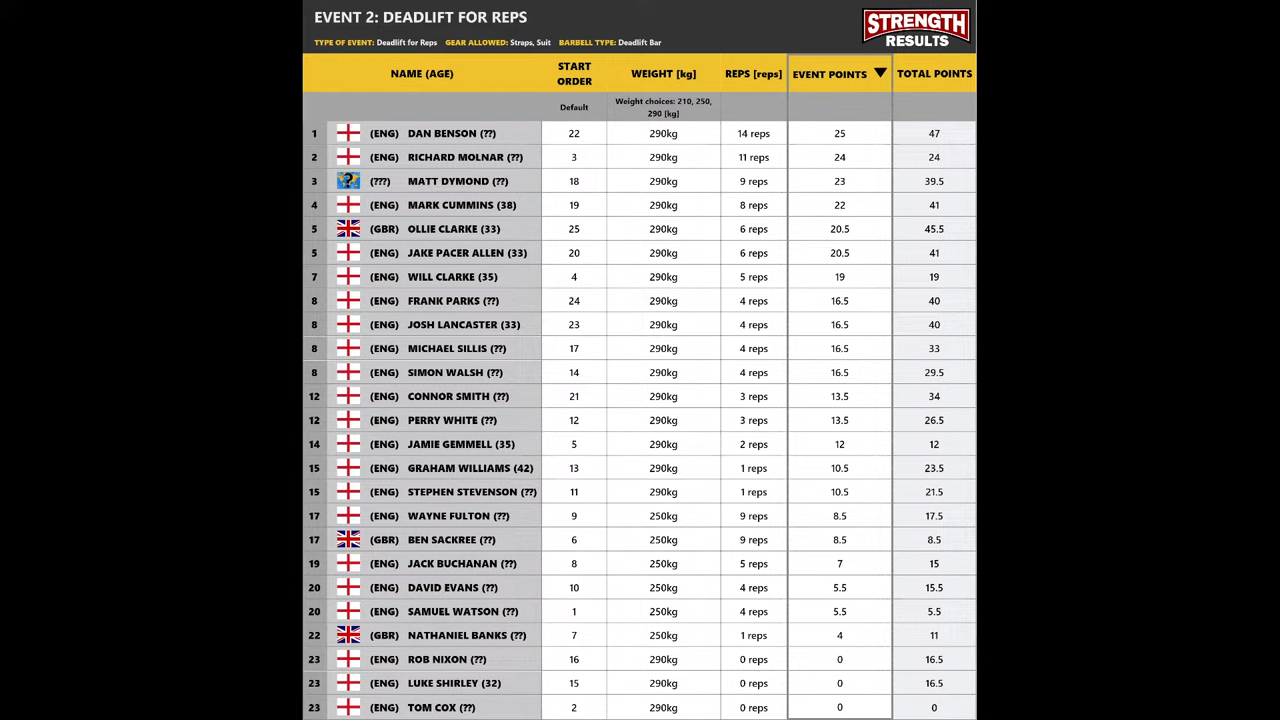 EVENT 2: DEADLIFT FOR REPS
STRENGTH RESULTS
TYPE OF EVENT: Deadlift for Reps GEAR ALLOWED: Straps, Suit BARBELL TYPE: Deadlift Bar
NAME (AGE) START ORDER WEIGHT [kg] REPS [reps] EVENT POINTS ▼ TOTAL POINTS
Default Weight choices: 210, 250, 290 [kg]
1 (ENG) DAN BENSON (??) 22 290kg 14 reps 25 47
2 (ENG) RICHARD MOLNAR (??) 3 290kg 11 reps 24 24
3 ? (???) MATT DYMOND (??) 18 290kg 9 reps 23 39.5
4 (ENG) MARK CUMMINS (38) 19 290kg 8 reps 22 41
5 (GBR) OLLIE CLARKE (33) 25 290kg 6 reps 20.5 45.5
5 (ENG) JAKE PACER ALLEN (33) 20 290kg 6 reps 20.5 41
7 (ENG) WILL CLARKE (35) 4 290kg 5 reps 19 19
8 (ENG) FRANK PARKS (??) 24 290kg 4 reps 16.5 40
8 (ENG) JOSH LANCASTER (33) 23 290kg 4 reps 16.5 40
8 (ENG) MICHAEL SILLIS (??) 17 290kg 4 reps 16.5 33
8 (ENG) SIMON WALSH (??) 14 290kg 4 reps 16.5 29.5
12 (ENG) CONNOR SMITH (??) 21 290kg 3 reps 13.5 34
12 (ENG) PERRY WHITE (??) 12 290kg 3 reps 13.5 26.5
14 (ENG) JAMIE GEMMELL (35) 5 290kg 2 reps 12 12
15 (ENG) GRAHAM WILLIAMS (42) 13 290kg 1 reps 10.5 23.5
15 (ENG) STEPHEN STEVENSON (??) 11 290kg 1 reps 10.5 21.5
17 (ENG) WAYNE FULTON (??) 9 250kg 9 reps 8.5 17.5
17 (GBR) BEN SACKREE (??) 6 250kg 9 reps 8.5 8.5
19 (ENG) JACK BUCHANAN (??) 8 250kg 5 reps 7 15
20 (ENG) DAVID EVANS (??) 10 250kg 4 reps 5.5 15.5
20 (ENG) SAMUEL WATSON (??) 1 250kg 4 reps 5.5 5.5
22 (GBR) NATHANIEL BANKS (??) 7 250kg 1 reps 4 11
23 (ENG) ROB NIXON (??) 16 290kg 0 reps 0 16.5
23 (ENG) LUKE SHIRLEY (32) 15 290kg 0 reps 0 16.5
23 (ENG) TOM COX (??) 2 290kg 0 reps 0 0